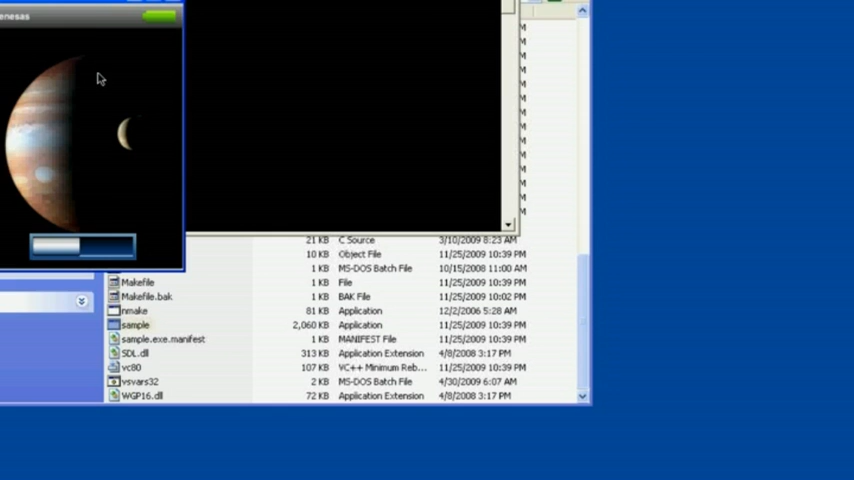 enesas
M
M
M
M
M
M
M
M
M
M
M
M
M
M
21 KB C Source 3/10/2009 8:23 AM
10 KB Object File 11/25/2009 10:39 PM
1 KB MS-DOS Batch File 10/15/2008 11:00 AM
Makefile 1 KB File 11/25/2009 10:39 PM
Makefile.bak 1 KB BAK File 11/25/2009 10:02 PM
nmake 81 KB Application 12/2/2006 5:28 AM
sample 2,060 KB Application 11/25/2009 10:39 PM
sample.exe.manifest 1 KB MANIFEST File 11/25/2009 10:39 PM
SDL.dll 313 KB Application Extension 4/8/2008 3:17 PM
vc80 107 KB VC++ Minimum Reb... 11/25/2009 10:39 PM
vsvars32 2 KB MS-DOS Batch File 4/30/2009 6:07 AM
WGP16.dll 72 KB Application Extension 4/8/2008 3:17 PM